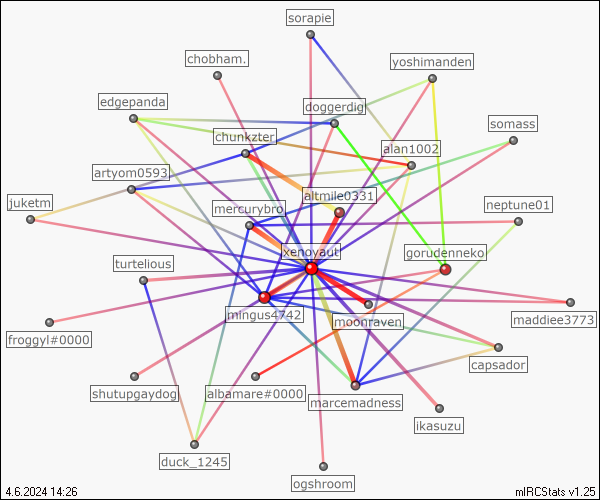 sorapie
chobham.
yoshimanden
edgepanda
doggerdig
somass
chunkzter
alan1002
artyom0593
altmile0331
juketm
mercurybro
neptune01
xenoyaut
turtelious
gorudenneko
mingus4742
moonraven
maddiee3773
froggyl#0000
capsador
shutupgaydog
albamare#0000
marcemadness
ikasuzu
duck_1245
ogshroom
4.6.2024 14:26
mIRCStats v1.25